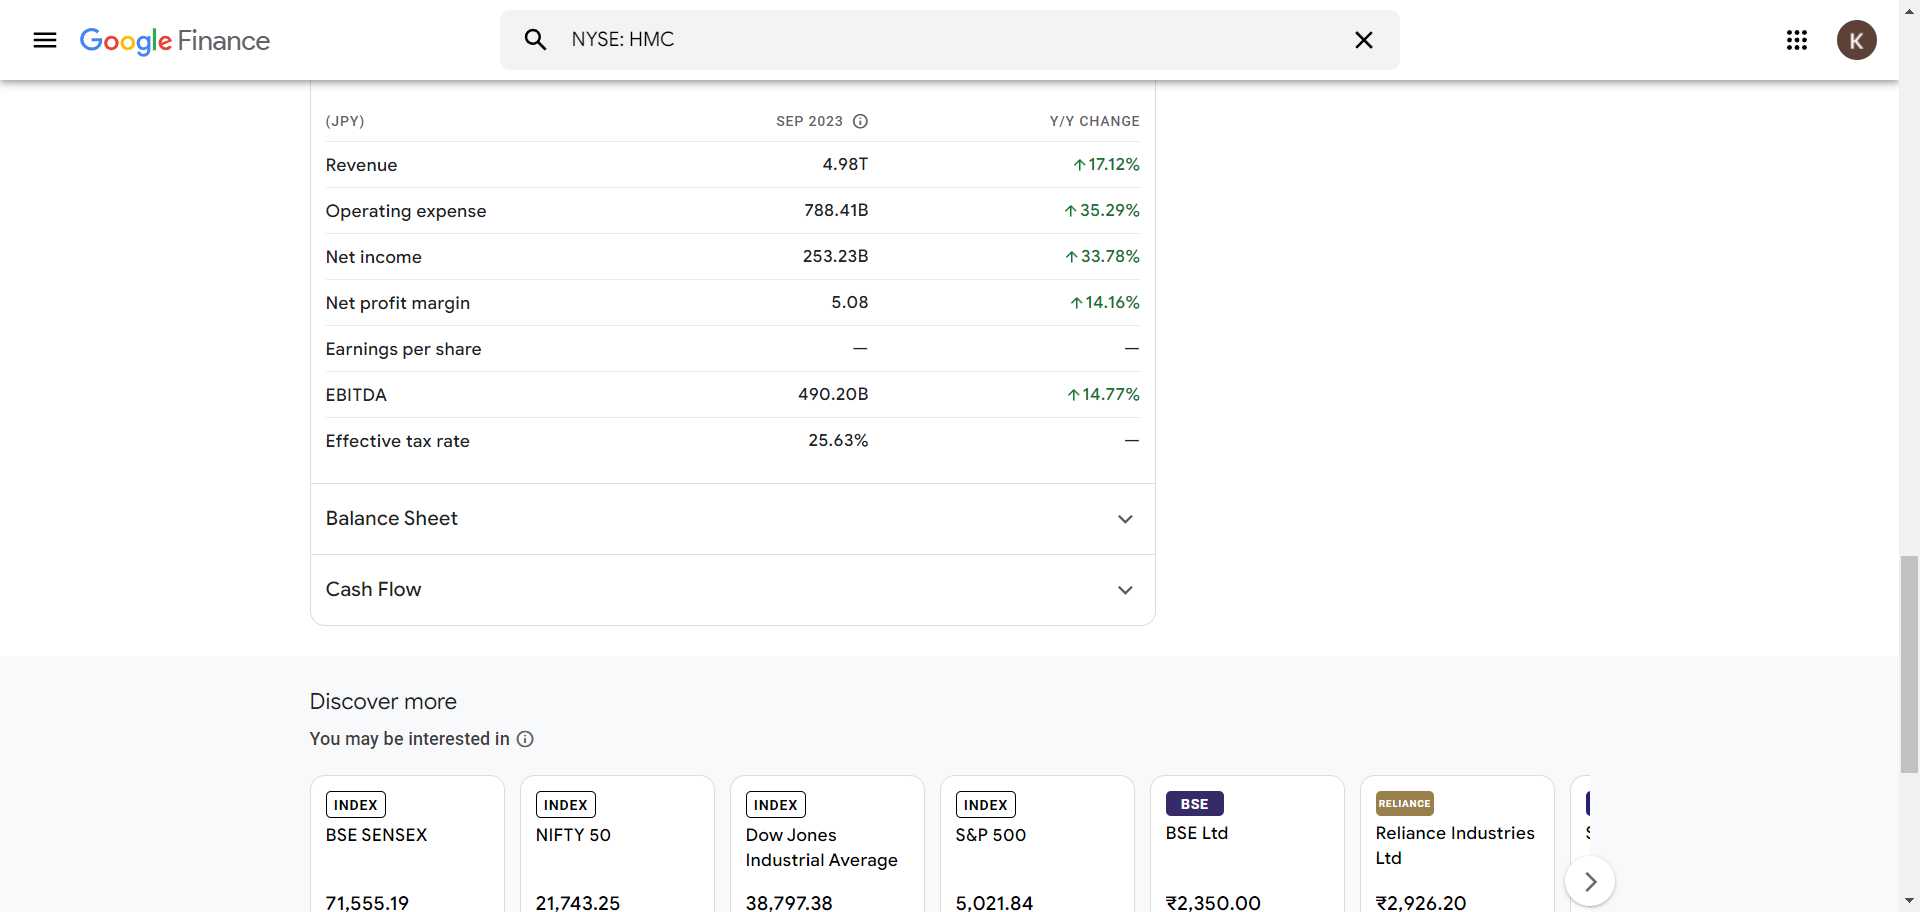 Google Finance
NYSE: HMC
K
(JPY) SEP 2023 Y/Y CHANGE
Revenue 4.98T ↑17.12%
Operating expense 788.41B ↑35.29%
Net income 253.23B ↑33.78%
Net profit margin 5.08 ↑14.16%
Earnings per share — —
EBITDA 490.20B ↑14.77%
Effective tax rate 25.63% —
Balance Sheet
Cash Flow
Discover more
You may be interested in
INDEX
BSE SENSEX
71,555.19
INDEX
NIFTY 50
21,743.25
INDEX
Dow Jones
Industrial Average
38,797.38
INDEX
S&P 500
5,021.84
BSE
BSE Ltd
₹2,350.00
RELIANCE
Reliance Industries
Ltd
₹2,926.20